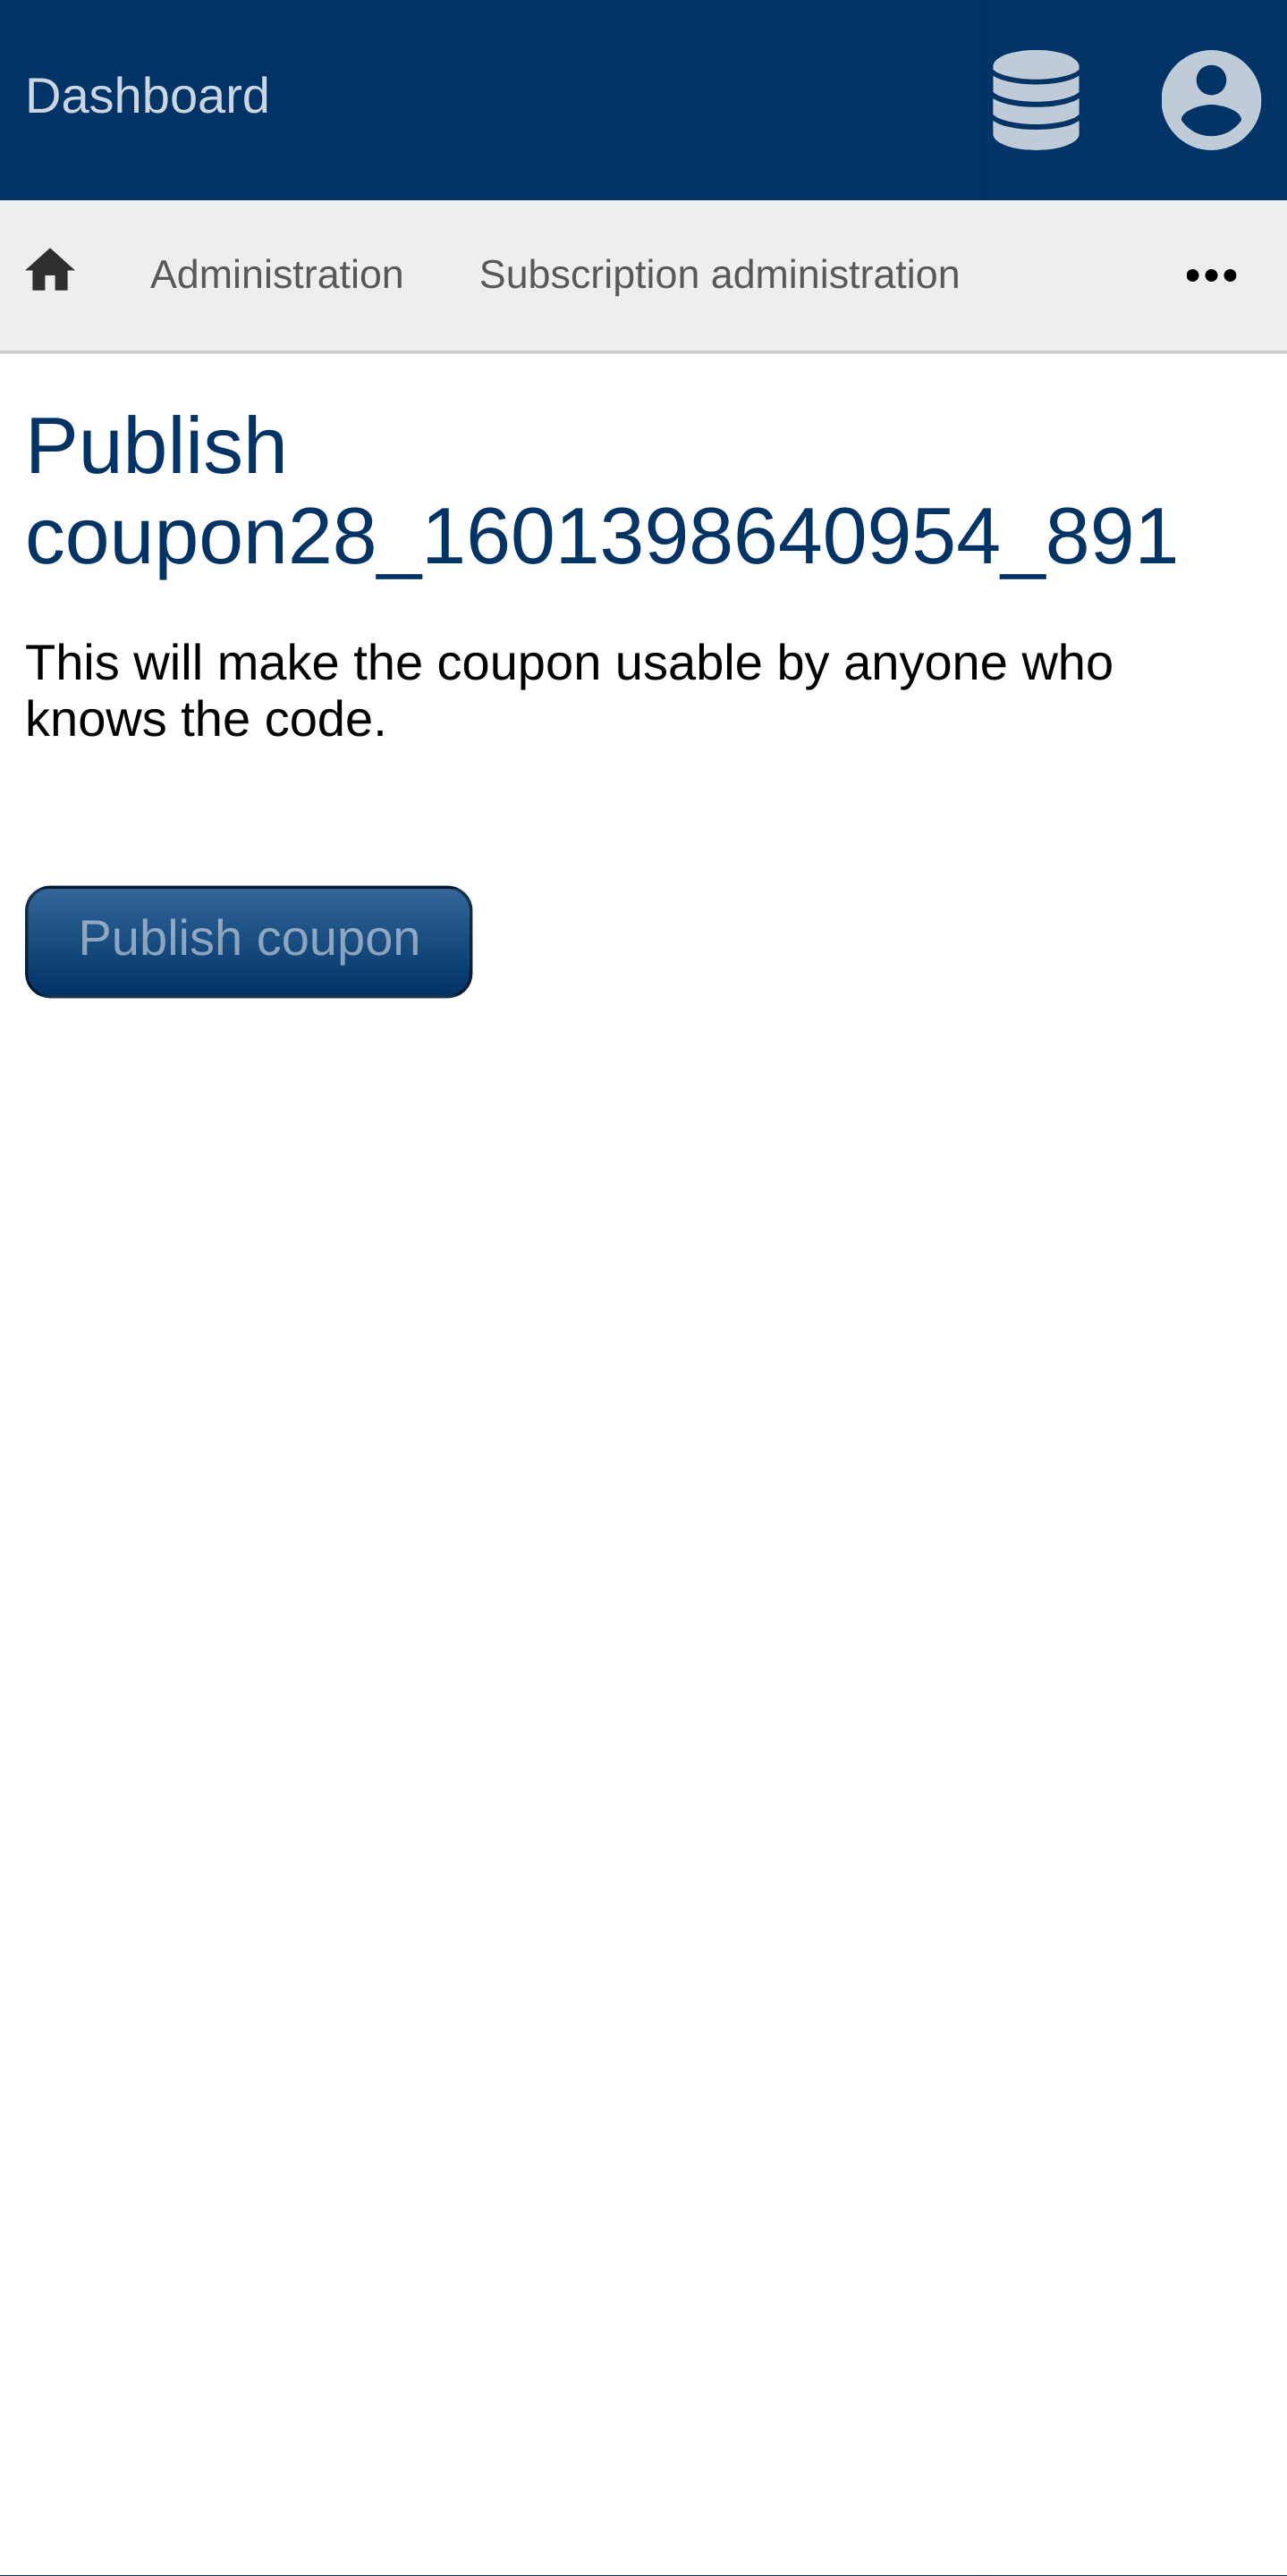 Dashboard
Administration Subscription administration
Publish
coupon28_1601398640954_891
This will make the coupon usable by anyone who
knows the code.
Publish coupon